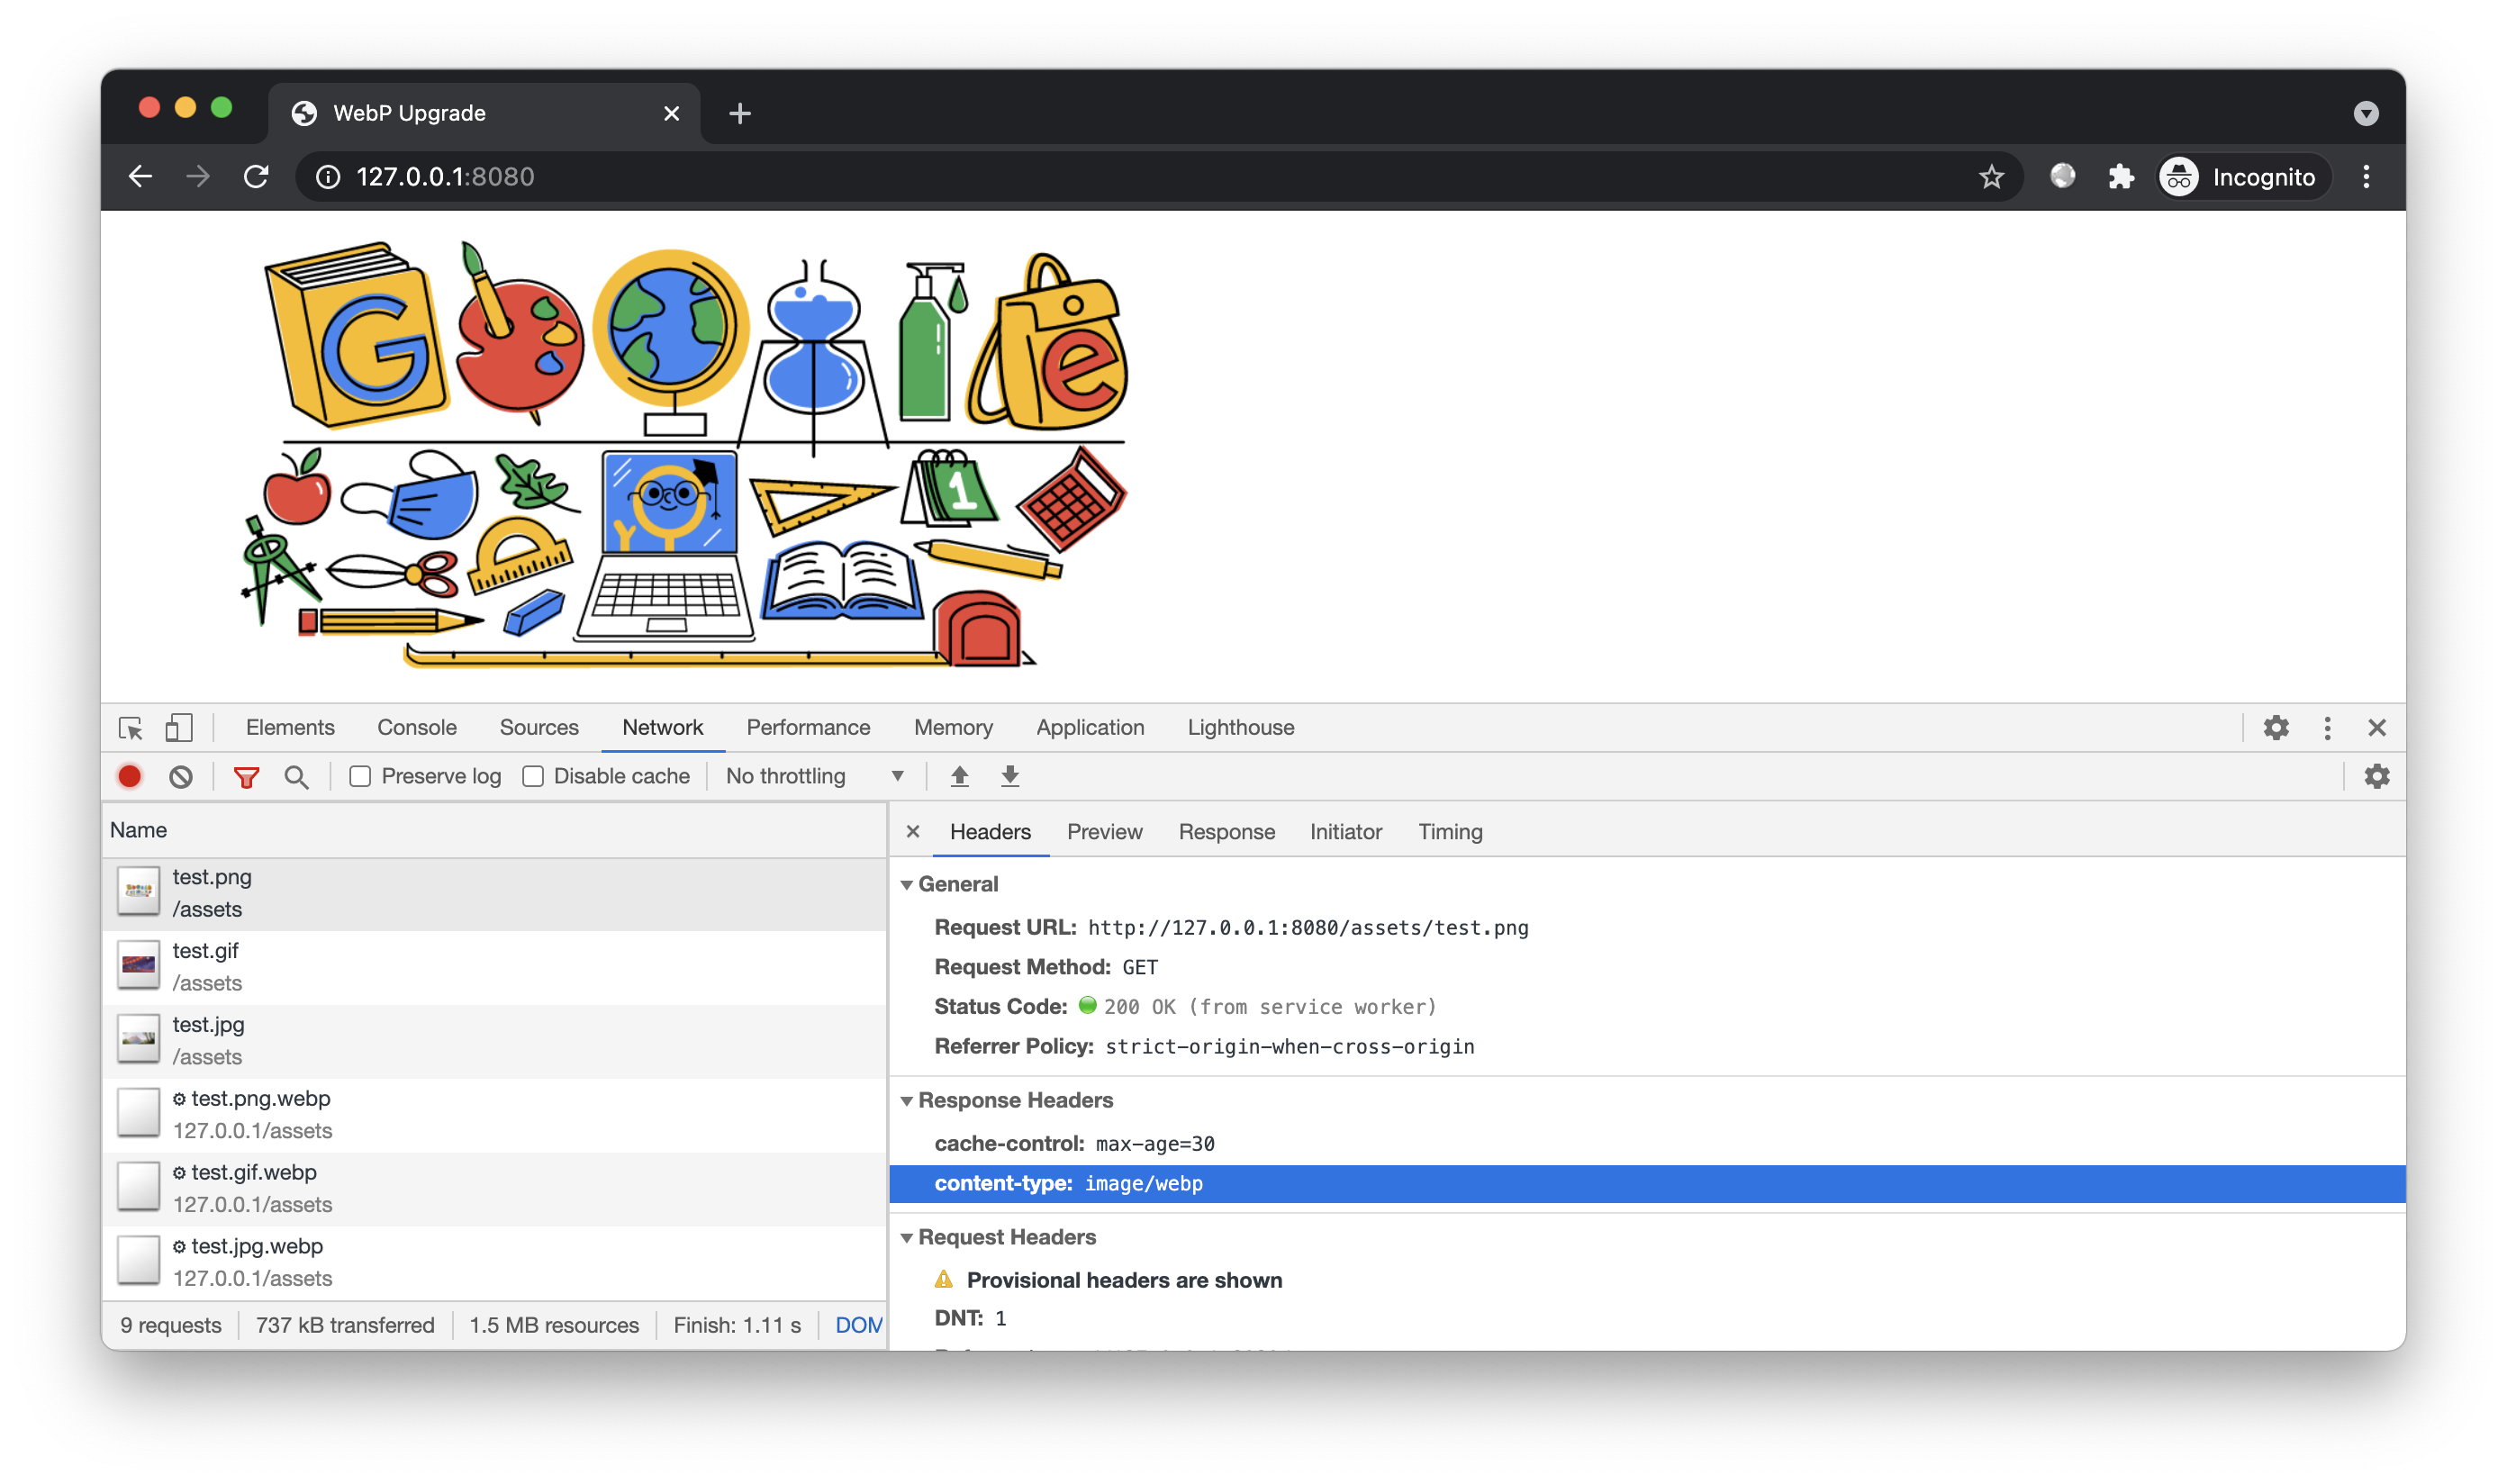 WebP Upgrade
127.0.0.1:8080
Incognito
G
e
1
Elements Console Sources Network Performance Memory Application Lighthouse
Preserve log Disable cache No throttling
Name
test.png
/assets
test.gif
/assets
test.jpg
/assets
test.png.webp
127.0.0.1/assets
test.gif.webp
127.0.0.1/assets
test.jpg.webp
127.0.0.1/assets
9 requests 737 kB transferred 1.5 MB resources Finish: 1.11 s DOM
Headers Preview Response Initiator Timing
General
Request URL: http://127.0.0.1:8080/assets/test.png
Request Method: GET
Status Code: 200 OK (from service worker)
Referrer Policy: strict-origin-when-cross-origin
Response Headers
cache-control: max-age=30
content-type: image/webp
Request Headers
Provisional headers are shown
DNT: 1